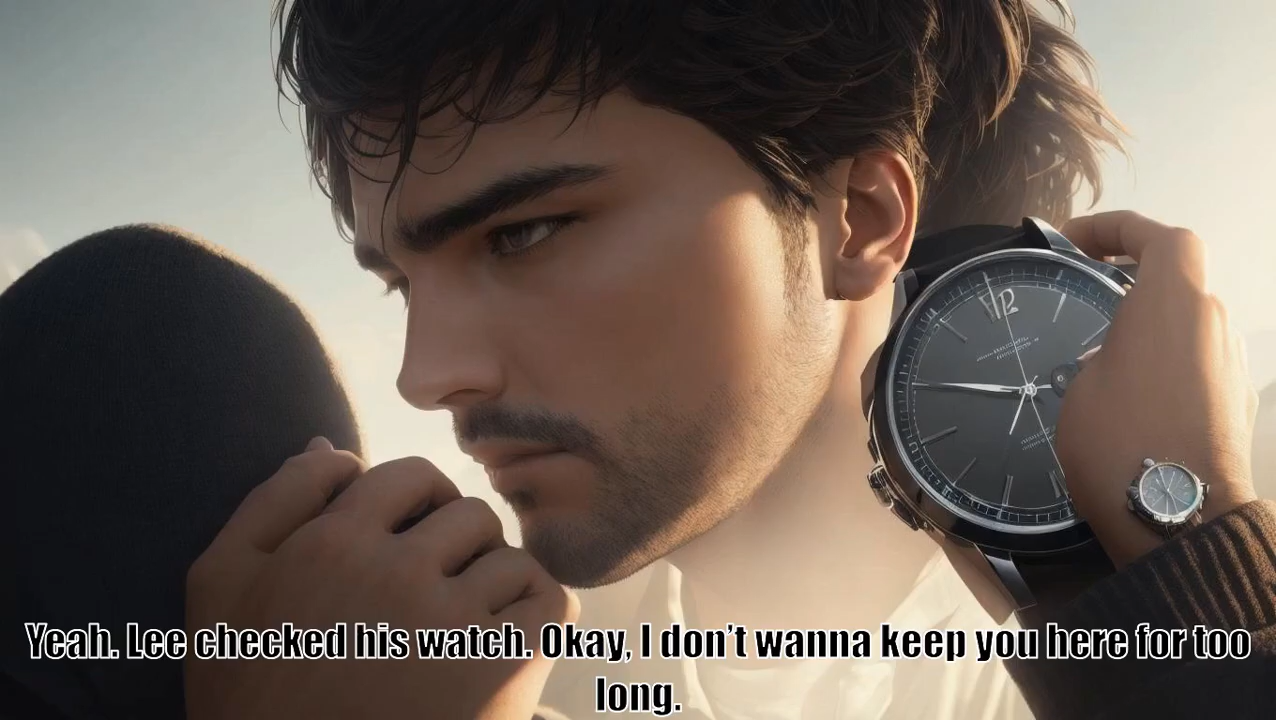 Yeah. Lee checked his watch. Okay, I don’t wanna keep you here for too
long.